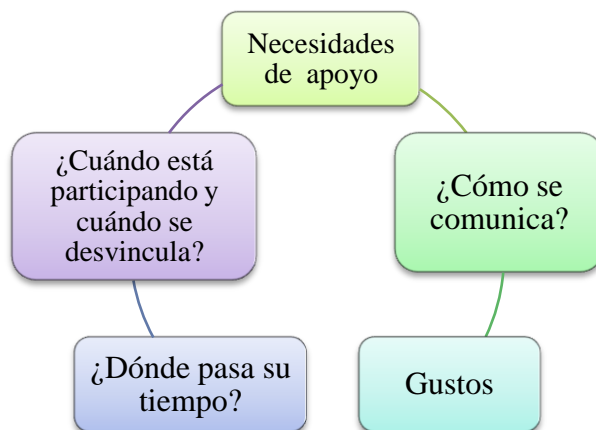 Necesidades
de apoyo
¿Cuándo está
participando y
cuándo se
desvincula?
¿Cómo se
comunica?
¿Dónde pasa su
tiempo?
Gustos